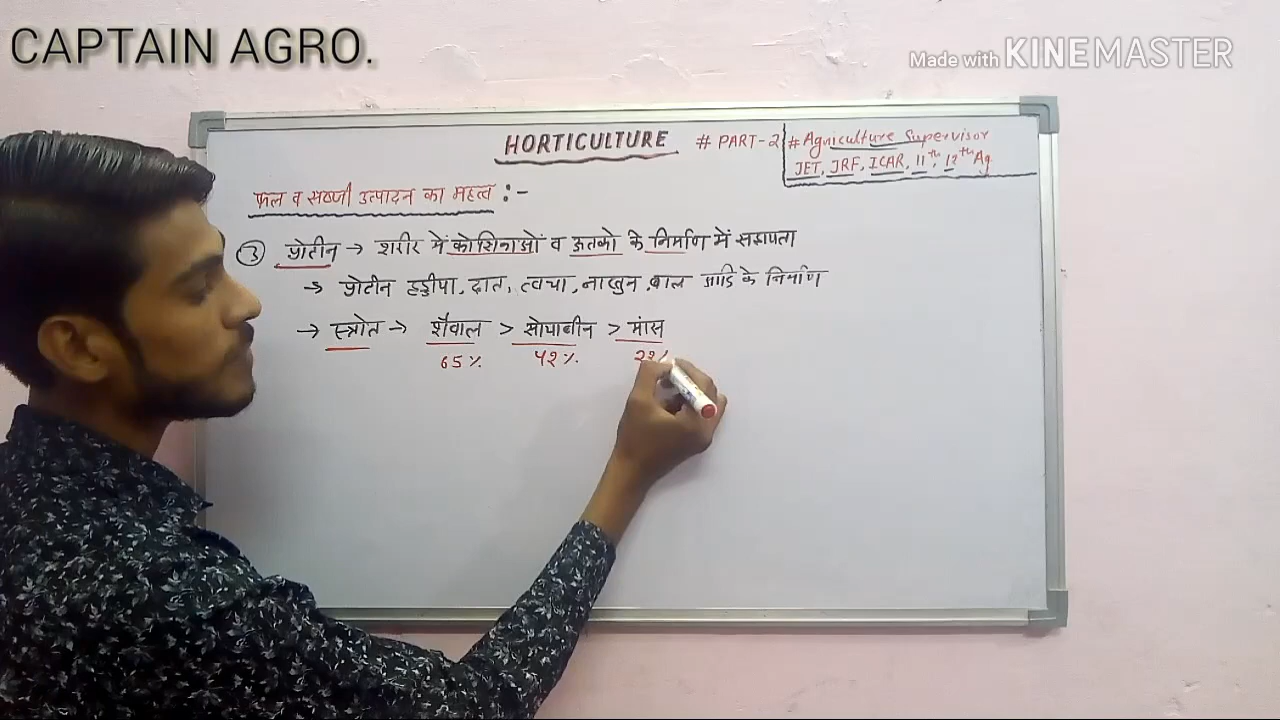 CAPTAIN AGRO.
Made with KINEMASTER
HORTICULTURE # PART-2
# Agriculture Supervisor
JET, JRF, ICAR, 11th, 12th Ag
फल व सब्जी उत्पादन का महत्व :-
③ प्रोटीन → शरीर में कोशिकाओं व ऊतको के निर्माण में सहायता
→ प्रोटीन हड्डीया, दात, त्वचा, नाखुन, बाल आदि के निर्माण
→ स्त्रोत → शैवाल > सोयाबीन > मांस
65% 42%